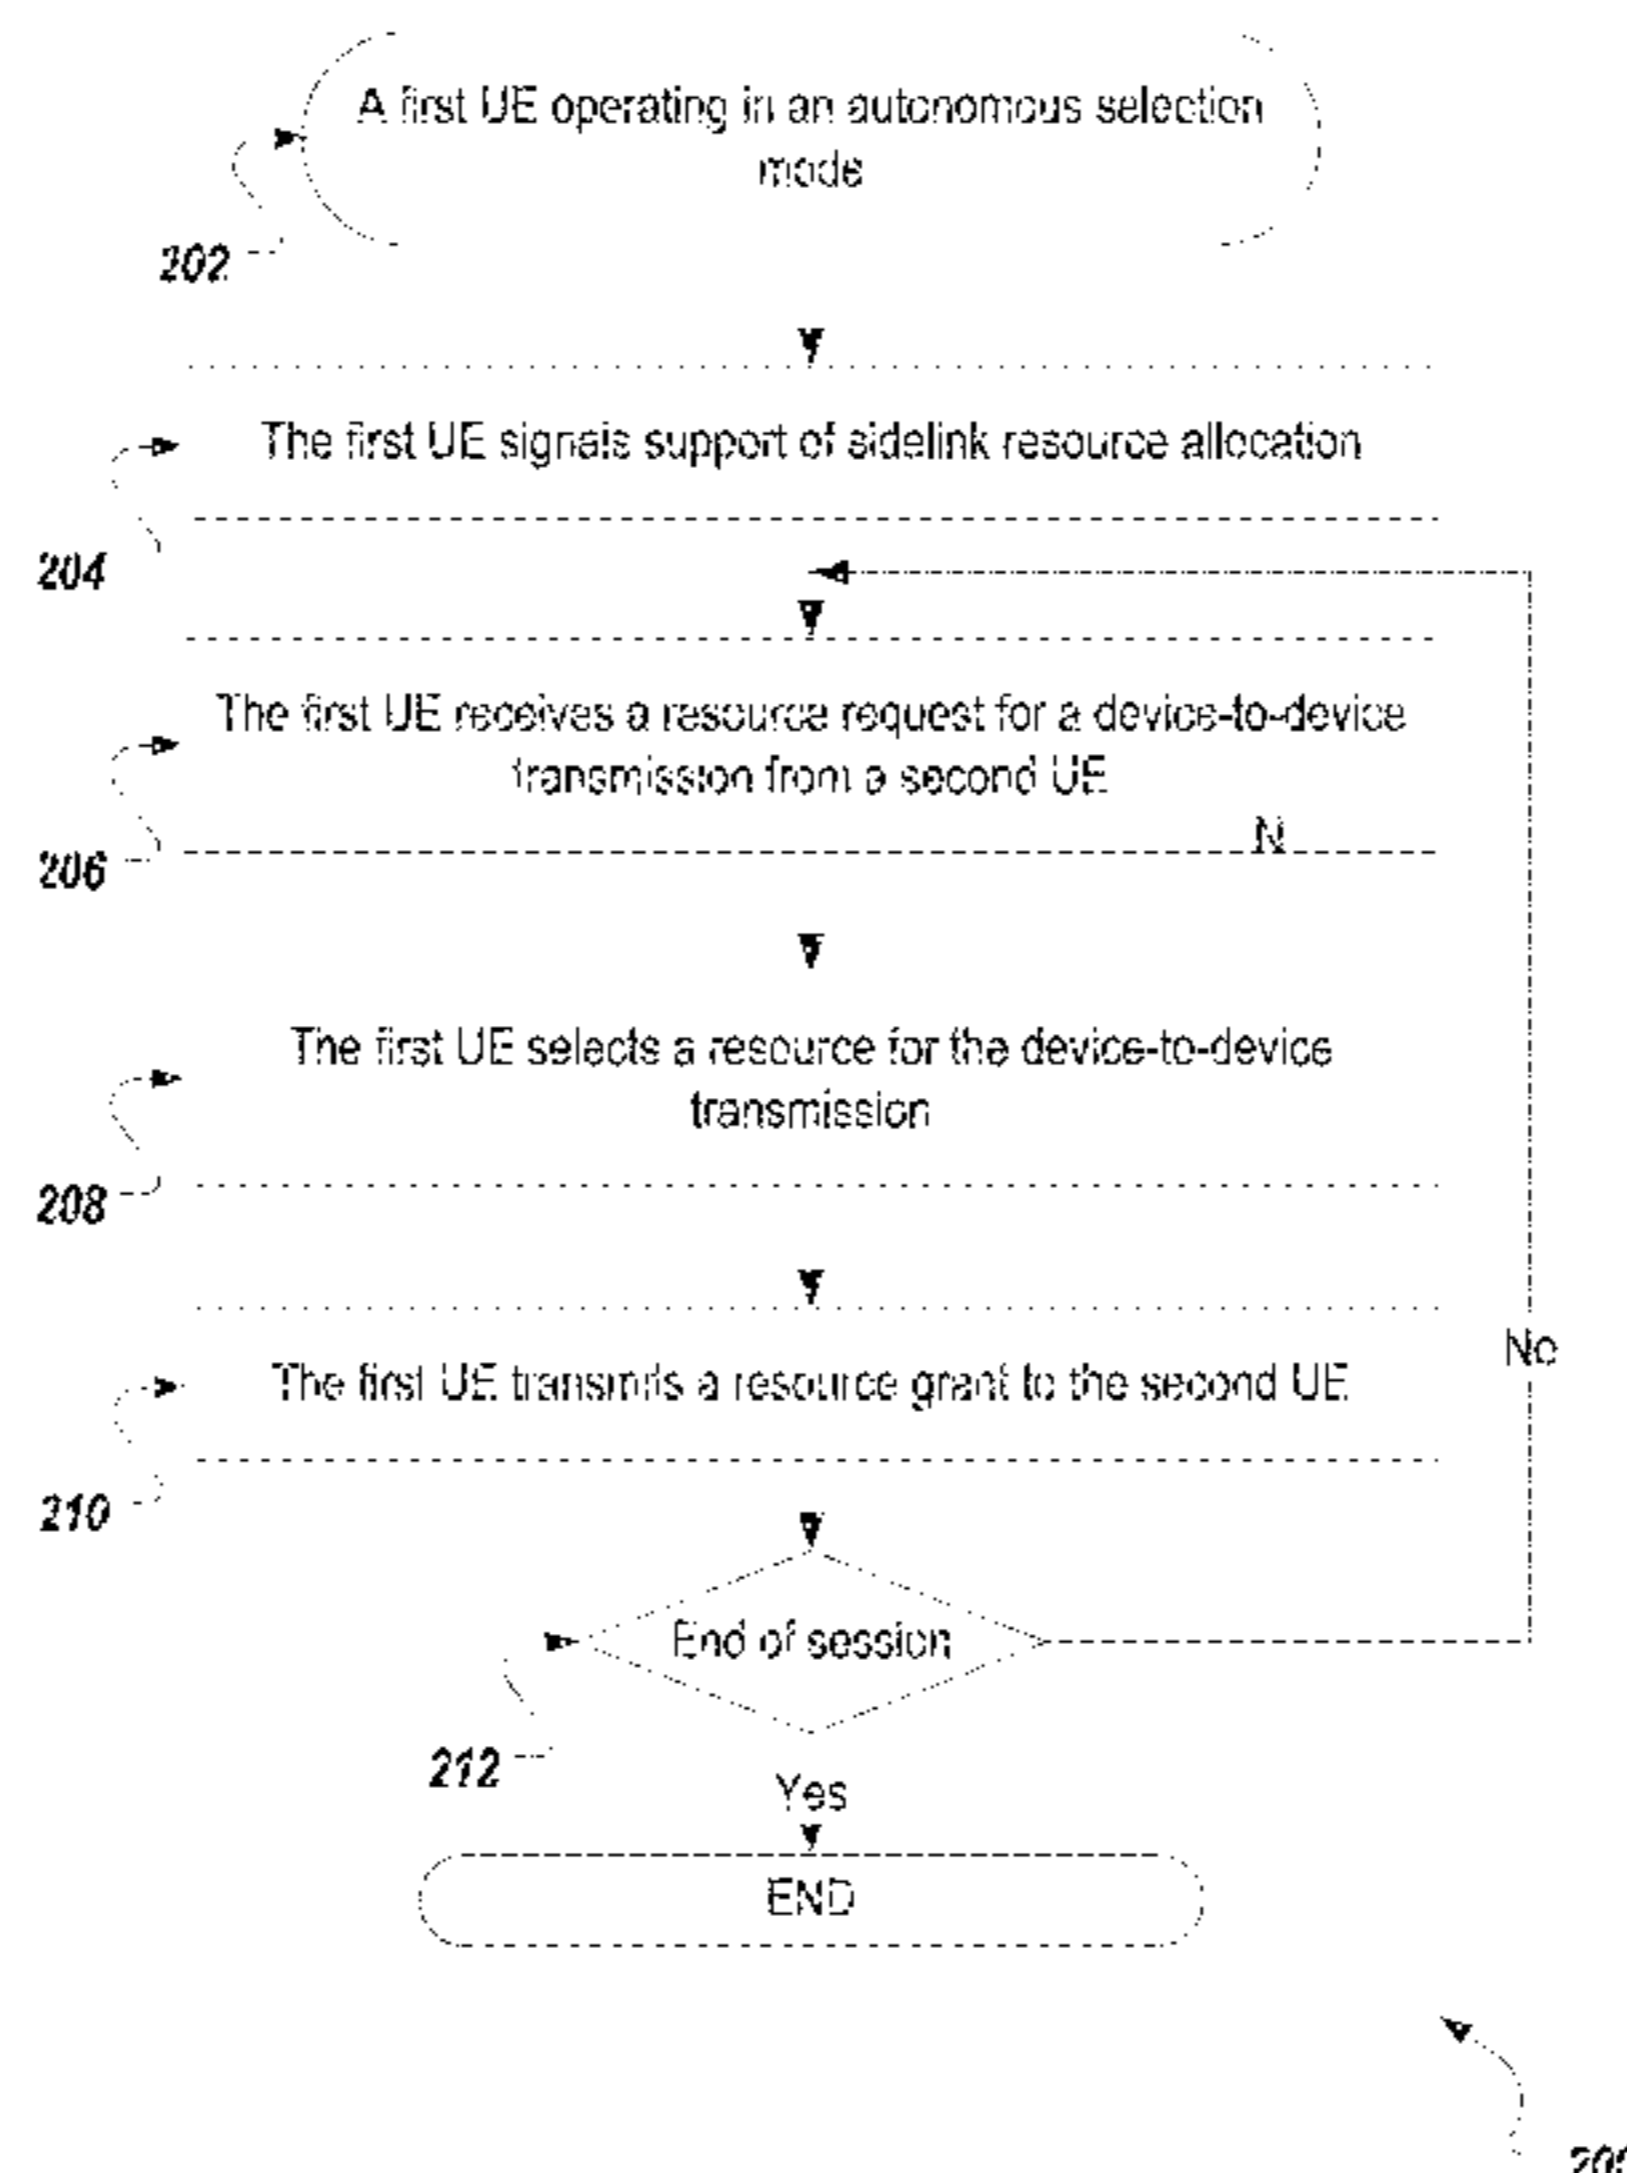 A first UE operating in an autonomous selection
mode
202
The first UE signals support of sidelink resource allocation
204
The first UE receives a resource request for a device-to-device
transmission from a second UE
N
206
The first UE selects a resource for the device-to-device
transmission
208
No
The first UE transmits a resource grant to the second UE
210
End of session
212
Yes
END